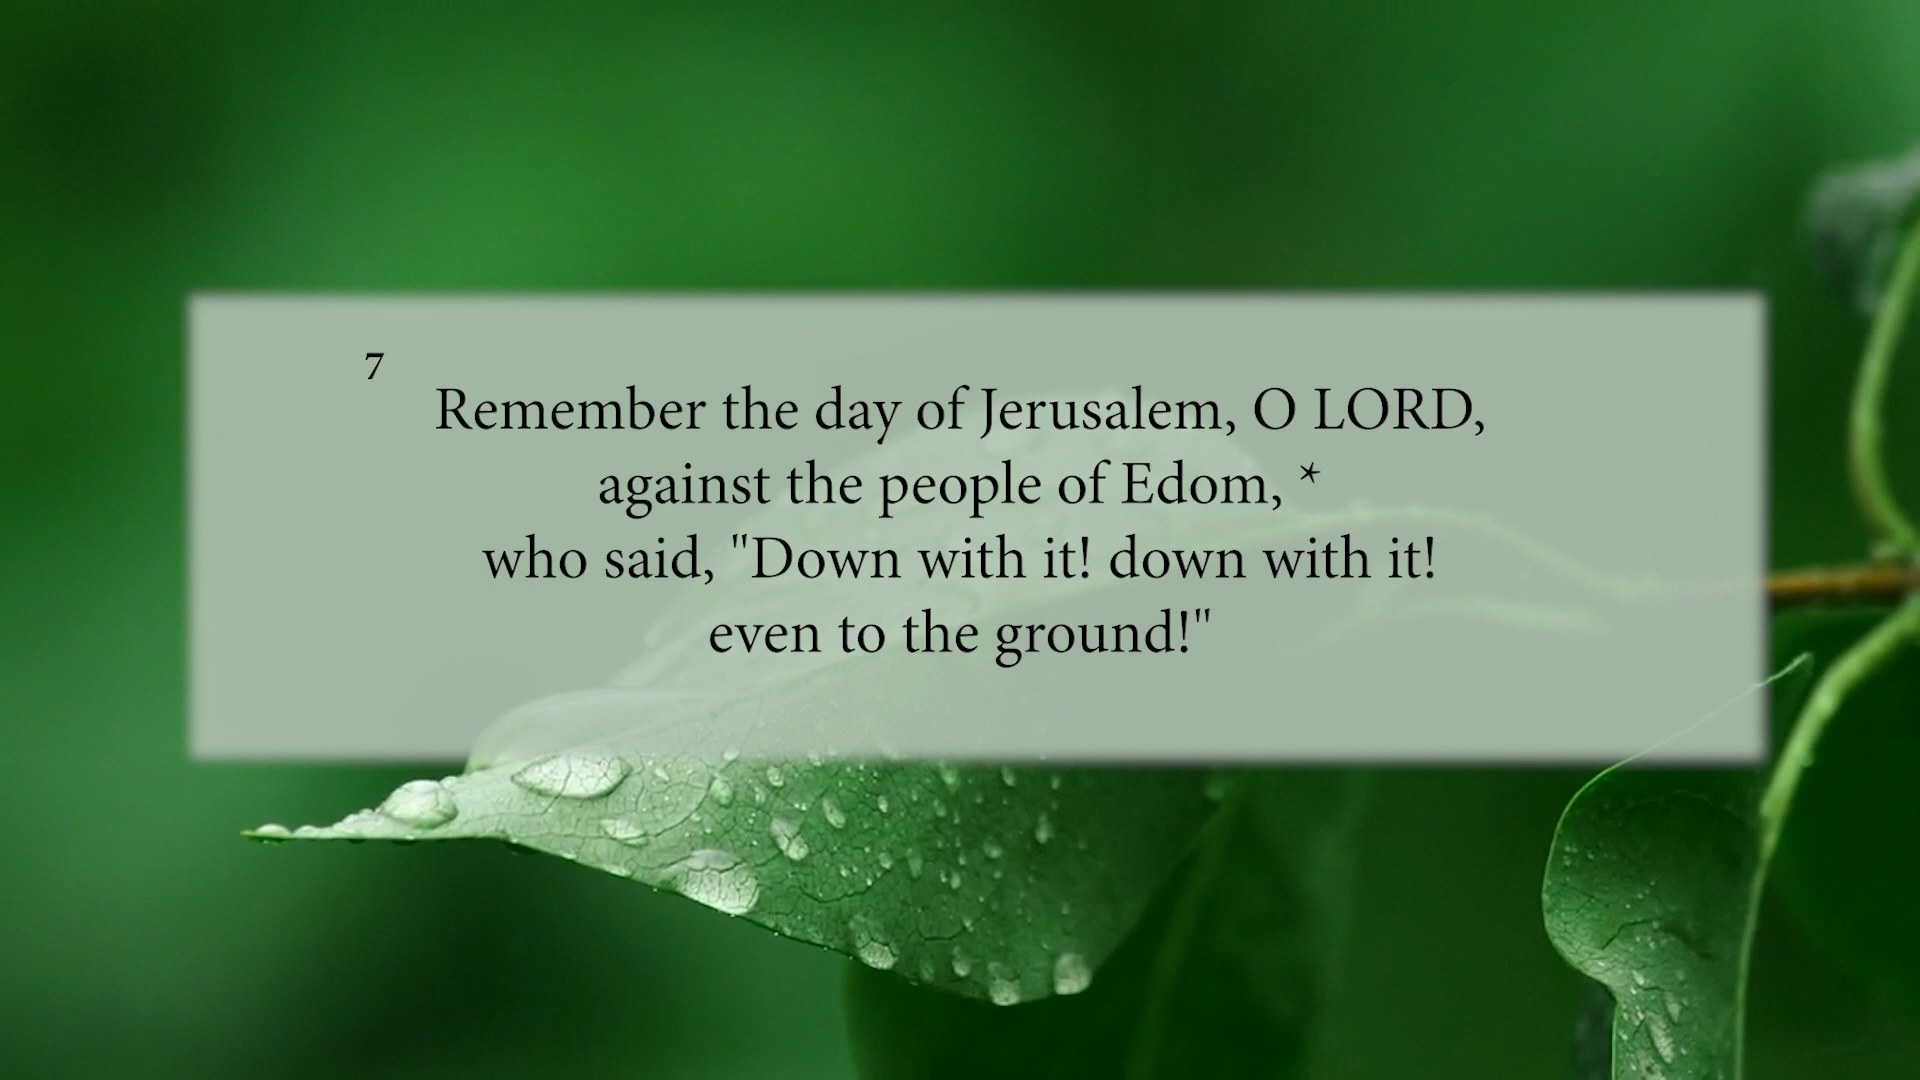 7
Remember the day of Jerusalem, O LORD,
against the people of Edom, *
who said, "Down with it! down with it!
even to the ground!"